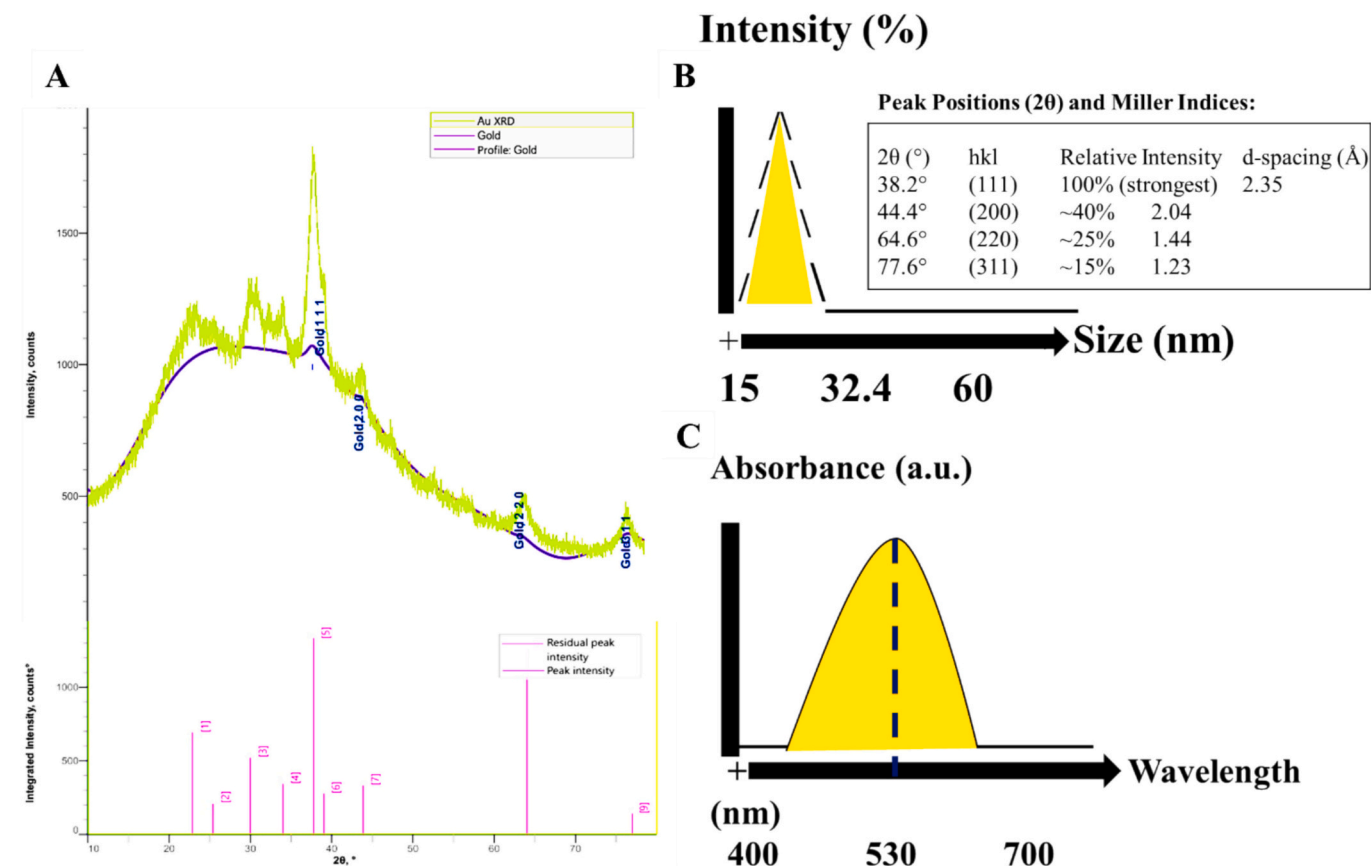 A
Au XRD
Gold
Profile: Gold
1500
1000
500
Intensity, counts
Gold 1 1 1
Gold 2 0 0
Gold 2 2 0
Gold 3 1 1
Residual peak
intensity
Peak intensity
1000
500
0
Integrated Intensity, counts°
[1]
[2]
[3]
[4]
[5]
[6]
[7]
[9]
10
20
30
40
50
60
70
2θ, °
Intensity (%)
B
Peak Positions (2θ) and Miller Indices:
2θ (°) hkl Relative Intensity d-spacing (Å)
38.2° (111) 100% (strongest) 2.35
44.4° (200) ~40% 2.04
64.6° (220) ~25% 1.44
77.6° (311) ~15% 1.23
+ Size (nm)
15 32.4 60
C
Absorbance (a.u.)
+ Wavelength
(nm)
400 530 700